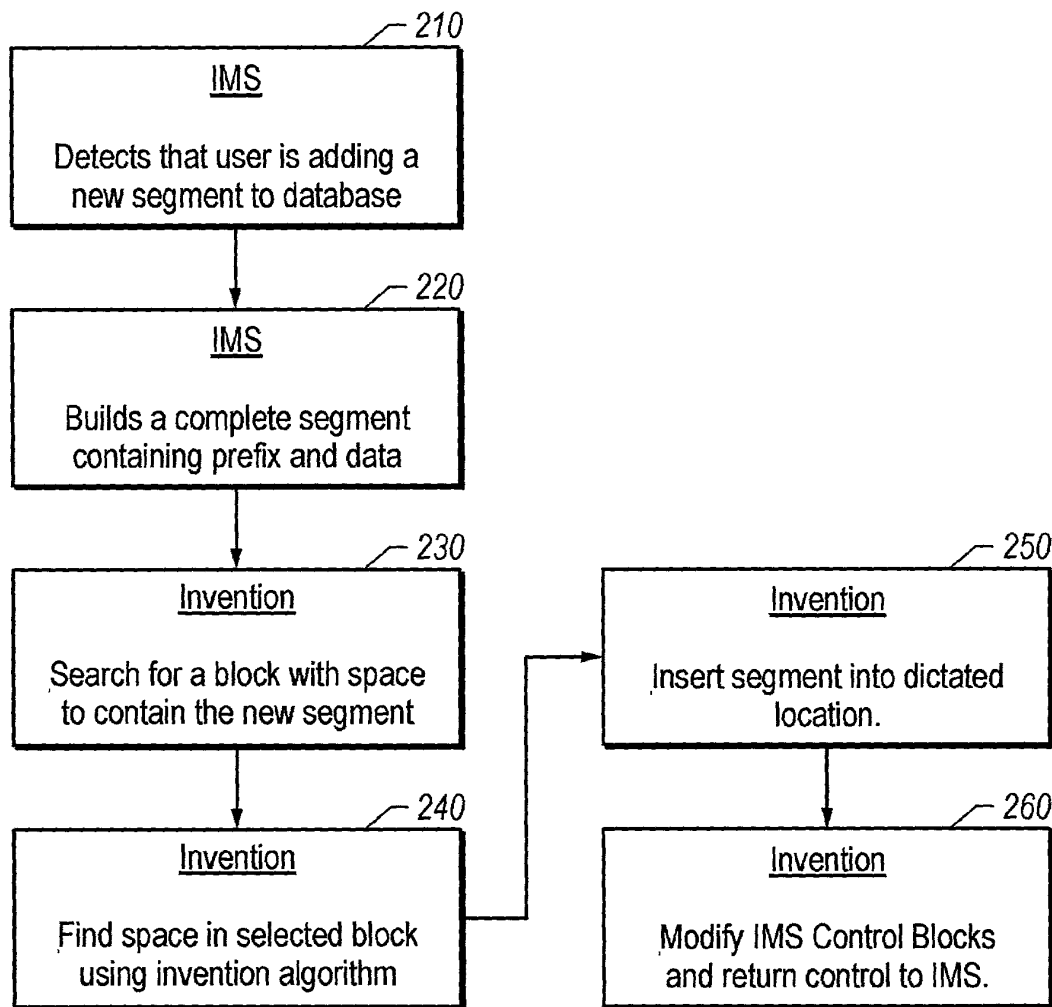 210
IMS
Detects that user is adding a
new segment to database
220
IMS
Builds a complete segment
containing prefix and data
230
Invention
Search for a block with space
to contain the new segment
240
Invention
Find space in selected block
using invention algorithm
250
Invention
Insert segment into dictated
location.
260
Invention
Modify IMS Control Blocks
and return control to IMS.